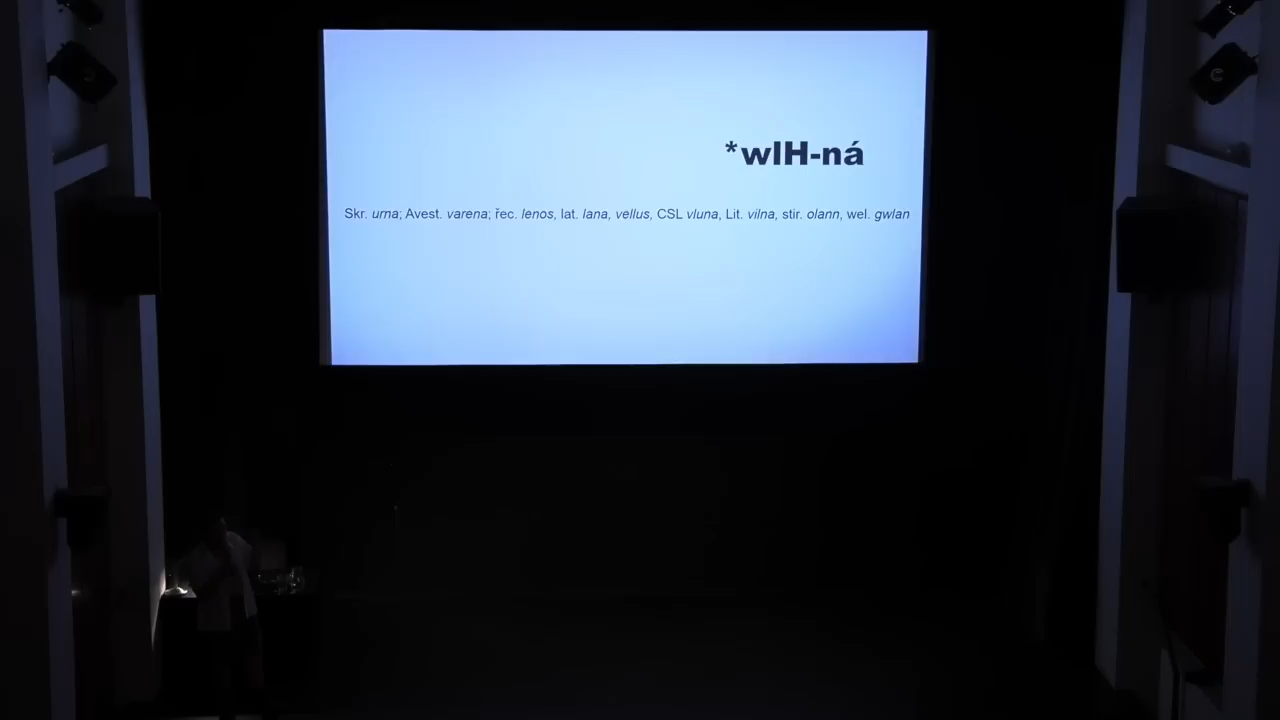 *wlH-ná
Skr. urna; Avest. varena; řec. lenos, lat. lana, vellus, CSL vluna, Lit. vilna, stir. olann, wel. gwlan